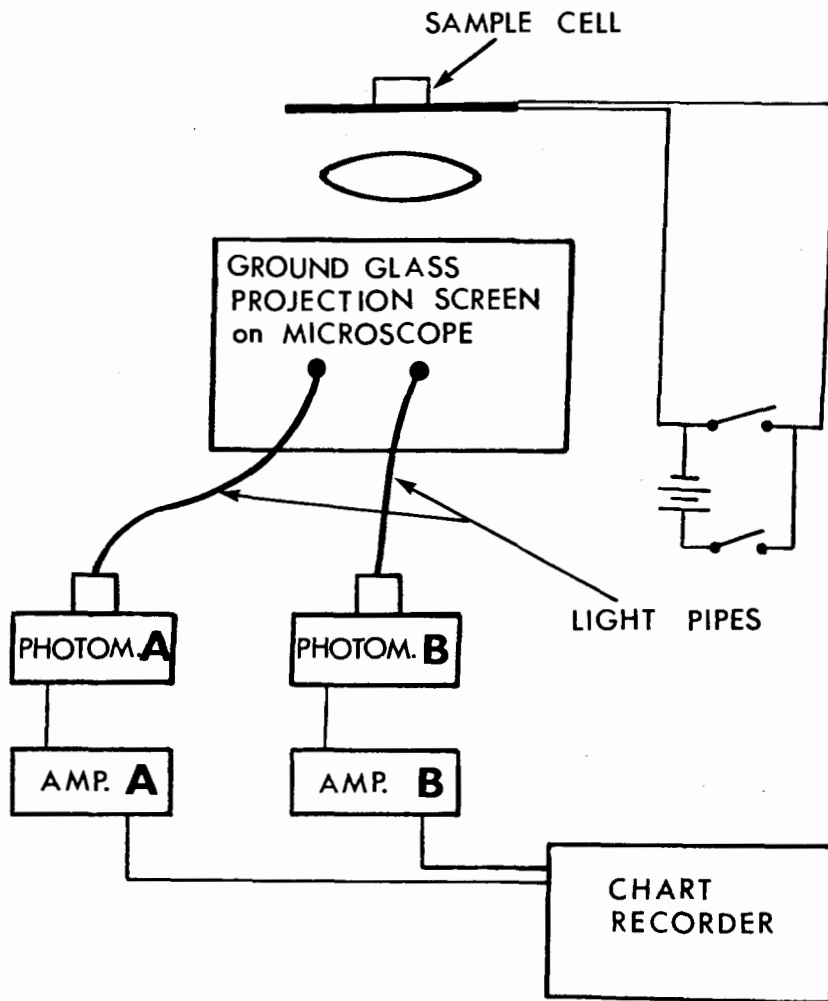 SAMPLE CELL
GROUND GLASS
PROJECTION SCREEN
on MICROSCOPE
LIGHT PIPES
PHOTOM. A
PHOTOM. B
AMP. A
AMP. B
CHART
RECORDER